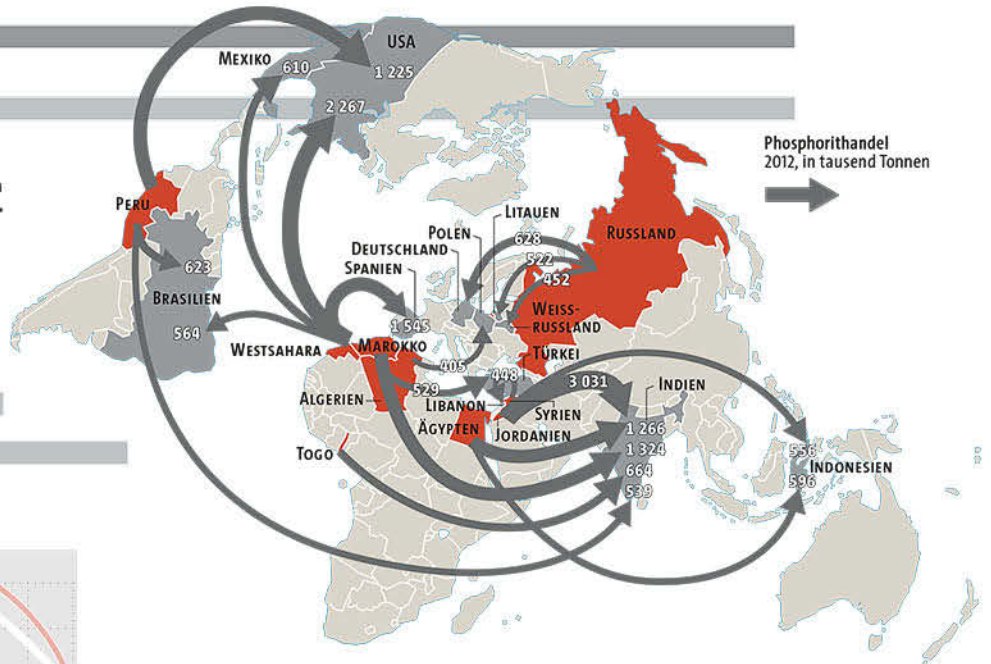 USA
MEXIKO
610
1 225
2 267
Phosphorithandel
2012, in tausend Tonnen
PERU
LITAUEN
POLEN
628
RUSSLAND
DEUTSCHLAND
522
SPANIEN
452
623
BRASILIEN
WEISS-
RUSSLAND
564
1 545
WESTSAHARA
MAROKKO
TÜRKEI
405
448
3 031
INDIEN
529
ALGERIEN
LIBANON
SYRIEN
ÄGYPTEN
JORDANIEN
1 266
1 324
TOGO
556
664
INDONESIEN
596
539